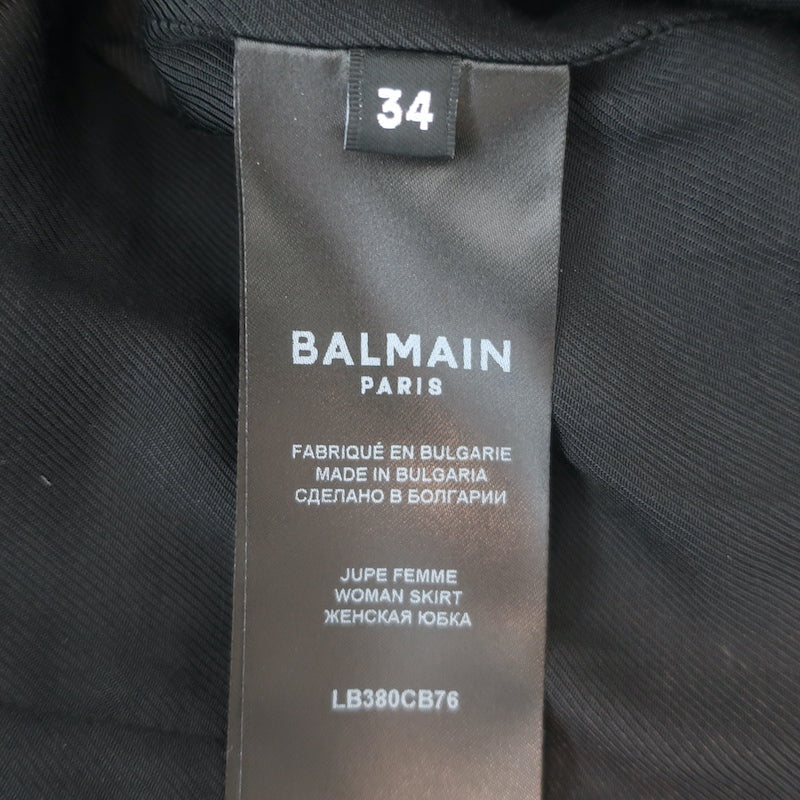 34
BALMAIN
PARIS
FABRIQUÉ EN BULGARIE
MADE IN BULGARIA
СДЕЛАНО В БОЛГАРИИ
JUPE FEMME
WOMAN SKIRT
ЖЕНСКАЯ ЮБКА
LB380CB76